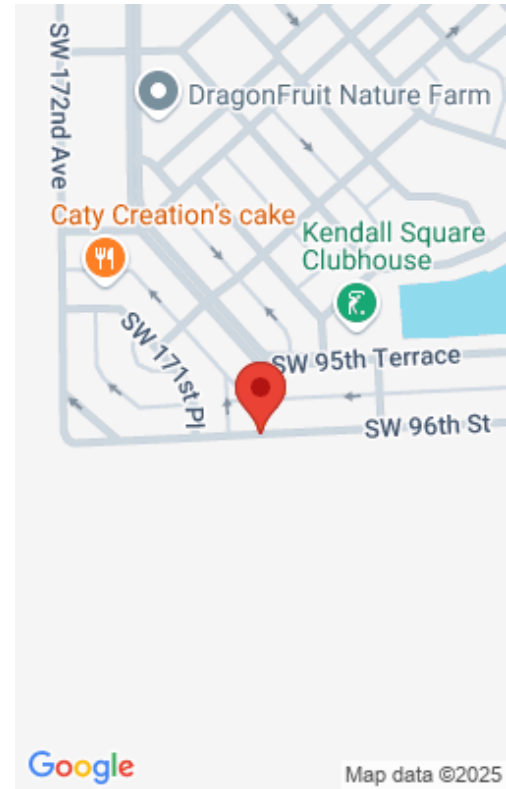 SW 172nd Ave
DragonFruit Nature Farm
Caty Creation's cake
Kendall Square
Clubhouse
SW 171st Pl
SW 95th Terrace
SW 96th St
Google
Map data ©2025